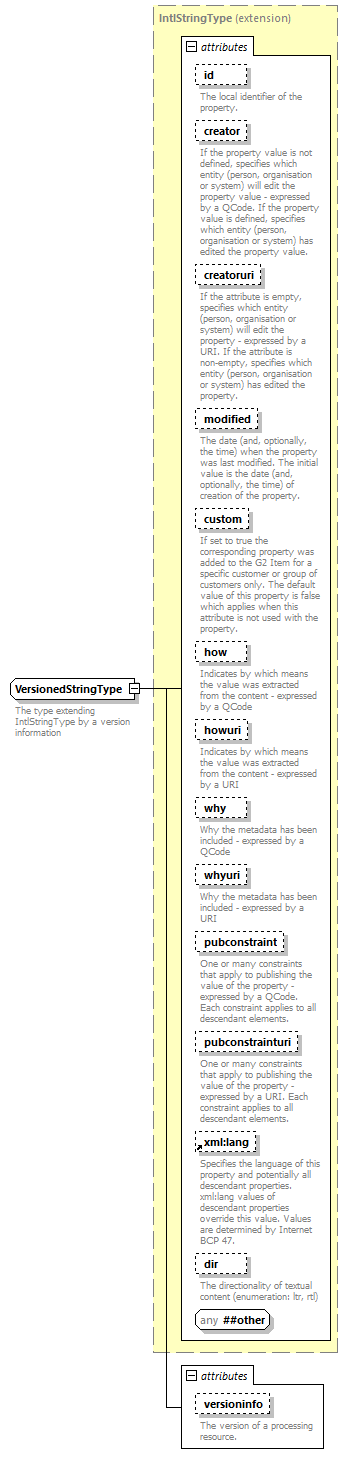 IntlStringType (extension)
attributes
id
The local identifier of the
property.
creator
If the property value is not
defined, specifies which
entity (person, organisation
or system) will edit the
property value - expressed
by a QCode. If the property
value is defined, specifies
which entity (person,
organisation or system) has
edited the property value.
creatoruri
If the attribute is empty,
specifies which entity
(person, organisation or
system) will edit the
property - expressed by a
URI. If the attribute is
non-empty, specifies which
entity (person, organisation
or system) has edited the
property.
modified
The date (and, optionally,
the time) when the property
was last modified. The initial
value is the date (and,
optionally, the time) of
creation of the property.
custom
If set to true the
corresponding property was
added to the G2 Item for a
specific customer or group of
customers only. The default
value of this property is false
which applies when this
attribute is not used with the
property.
how
Indicates by which means
the value was extracted
from the content - expressed
by a QCode
VersionedStringType
The type extending
IntlStringType by a version
information
howuri
Indicates by which means
the value was extracted
from the content - expressed
by a URI
why
Why the metadata has been
included - expressed by a
QCode
whyuri
Why the metadata has been
included - expressed by a
URI
pubconstraint
One or many constraints
that apply to publishing the
value of the property -
expressed by a QCode.
Each constraint applies to all
descendant elements.
pubconstrainturi
One or many constraints
that apply to publishing the
value of the property -
expressed by a URI. Each
constraint applies to all
descendant elements.
xml:lang
Specifies the language of this
property and potentially all
descendant properties.
xml:lang values of
descendant properties
override this value. Values
are determined by Internet
BCP 47.
dir
The directionality of textual
content (enumeration: ltr, rtl)
any ##other
attributes
versioninfo
The version of a processing
resource.